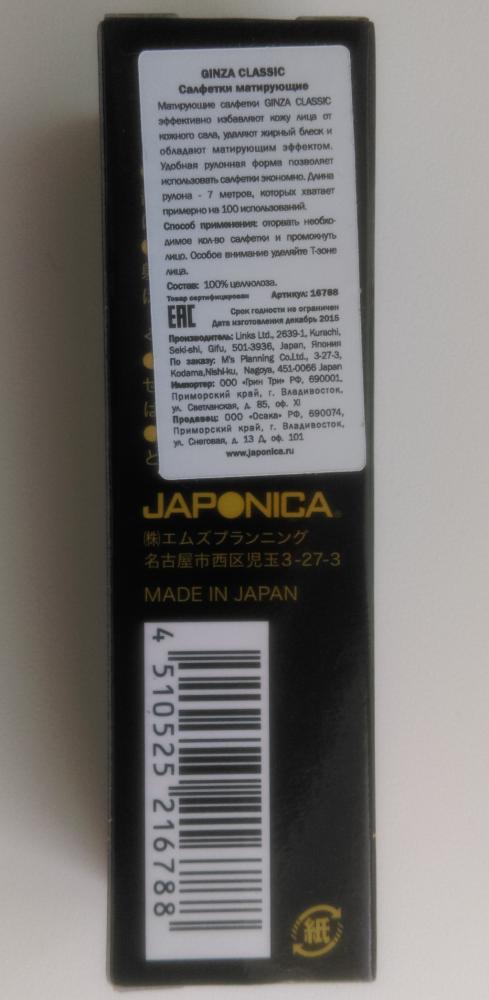 GINZA CLASSIC
Салфетки матирующие
Матирующие салфетки GINZA CLASSIC
эффективно избавляют кожу лица от
кожного сала, удаляют жирный блеск и
обладают матирующим эффектом.
Удобная рулонная форма позволяет
использовать салфетки экономно. Длина
рулона - 7 метров, которых хватает
примерно на 100 использований.
Способ применения: оторвать необхо-
димое кол-во салфетки и промокнуть
лицо. Особое внимание уделяйте Т-зоне
лица.
Состав: 100% целлюлоза.
Товар сертифицирован Артикул: 16788
EAC
Срок годности не ограничен
Дата изготовления декабрь 2015
Производитель: Links Ltd., 2639-1, Kurachi,
Seki-shi, Gifu, 501-3936, Japan, Япония
По заказу: M's Planning Co.Ltd., 3-27-3,
Kodama,Nishi-ku, Nagoya, 451-0066 Japan
Импортер: ООО «Грин Три» РФ, 690001,
Приморский край, г. Владивосток,
ул. Светланская, д. 85, оф. XI
Продавец: ООО «Осака» РФ, 690074,
Приморский край, г. Владивосток,
ул. Снеговая, д. 13 Д, оф. 101
www.japonica.ru
JAPONICA
㈱エムズプランニング
名古屋市西区児玉3-27-3
MADE IN JAPAN
4 510525 216788
紙